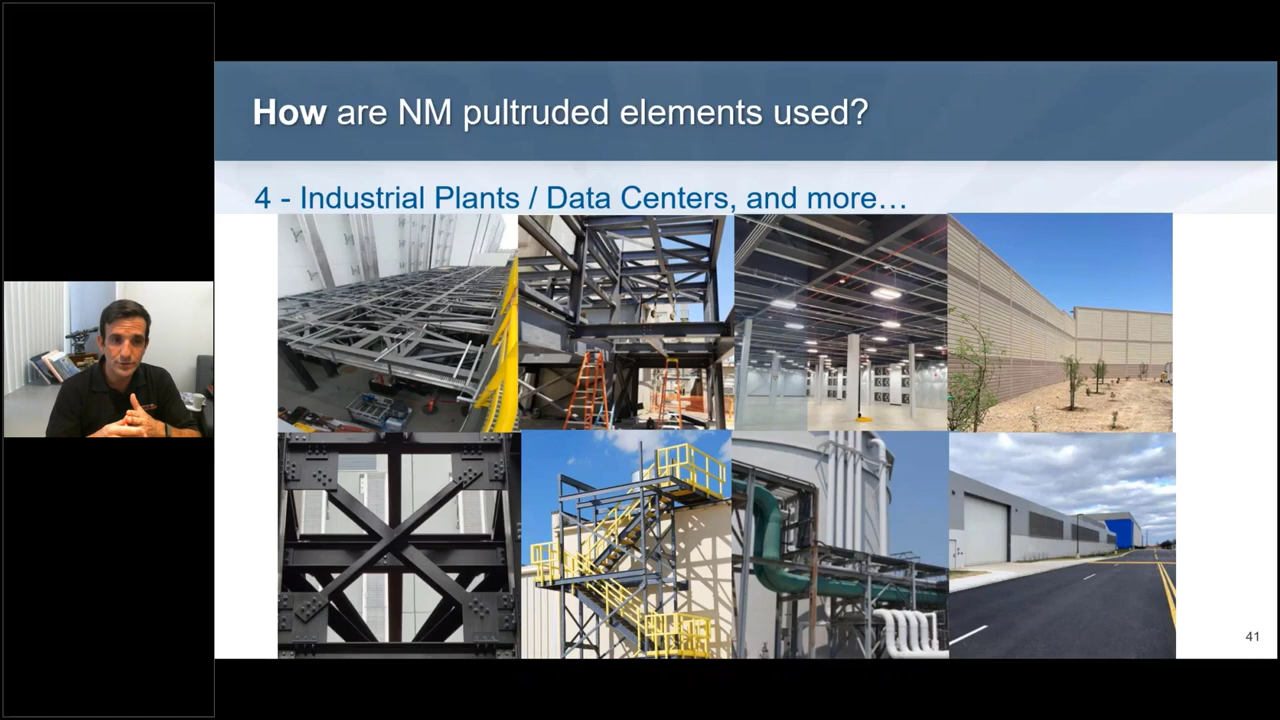 How are NM pultruded elements used?
4 - Industrial Plants / Data Centers, and more…
41